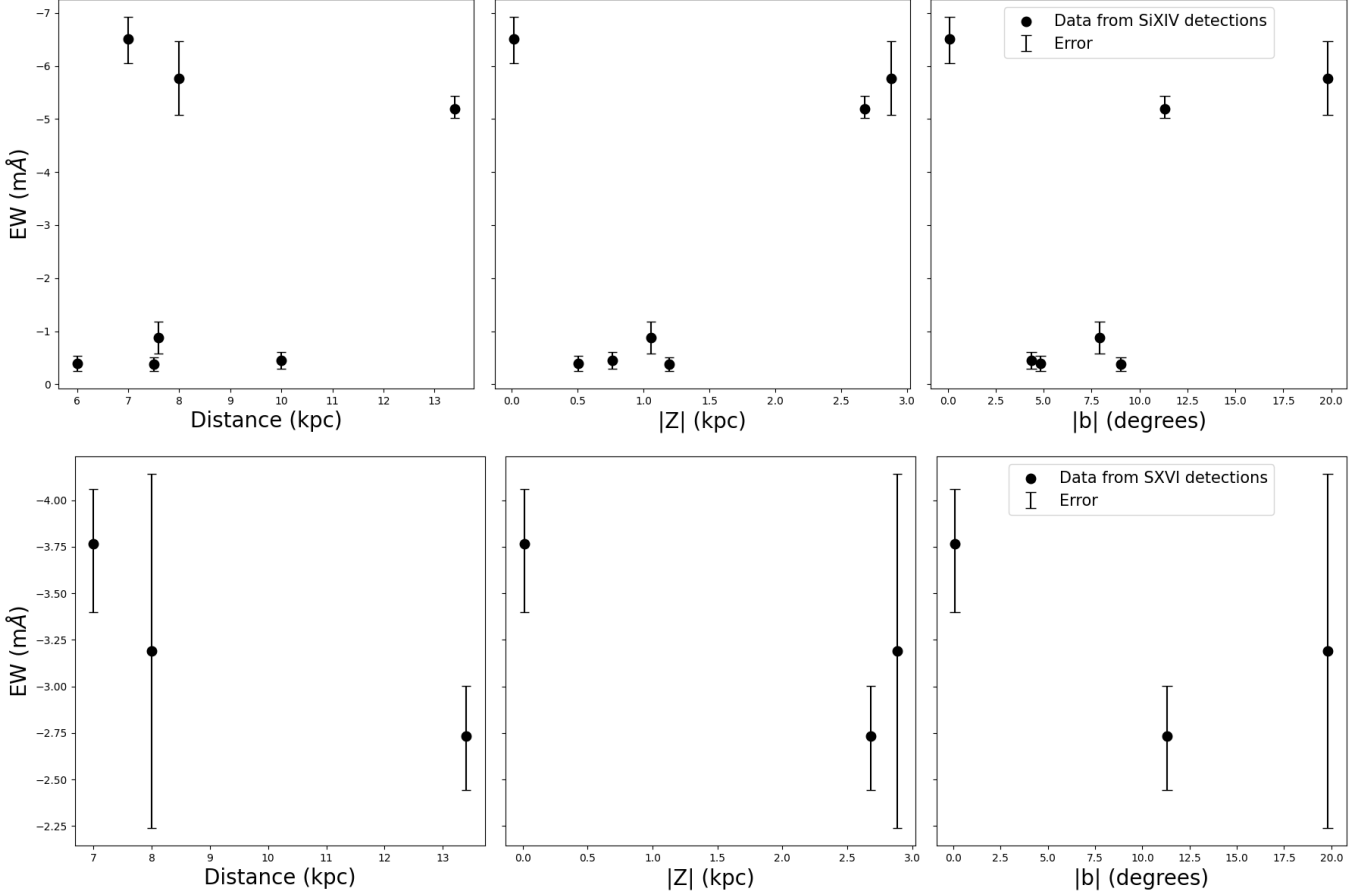 −7
−6
−5
−4
−3
−2
−1
0
EW (mÅ)
6 7 8 9 10 11 12 13
Distance (kpc)
0.0 0.5 1.0 1.5 2.0 2.5 3.0
|Z| (kpc)
Data from SiXIV detections
Error
0.0 2.5 5.0 7.5 10.0 12.5 15.0 17.5 20.0
|b| (degrees)
−4.00
−3.75
−3.50
−3.25
−3.00
−2.75
−2.50
−2.25
EW (mÅ)
7 8 9 10 11 12 13
Distance (kpc)
0.0 0.5 1.0 1.5 2.0 2.5 3.0
|Z| (kpc)
Data from SXVI detections
Error
0.0 2.5 5.0 7.5 10.0 12.5 15.0 17.5 20.0
|b| (degrees)